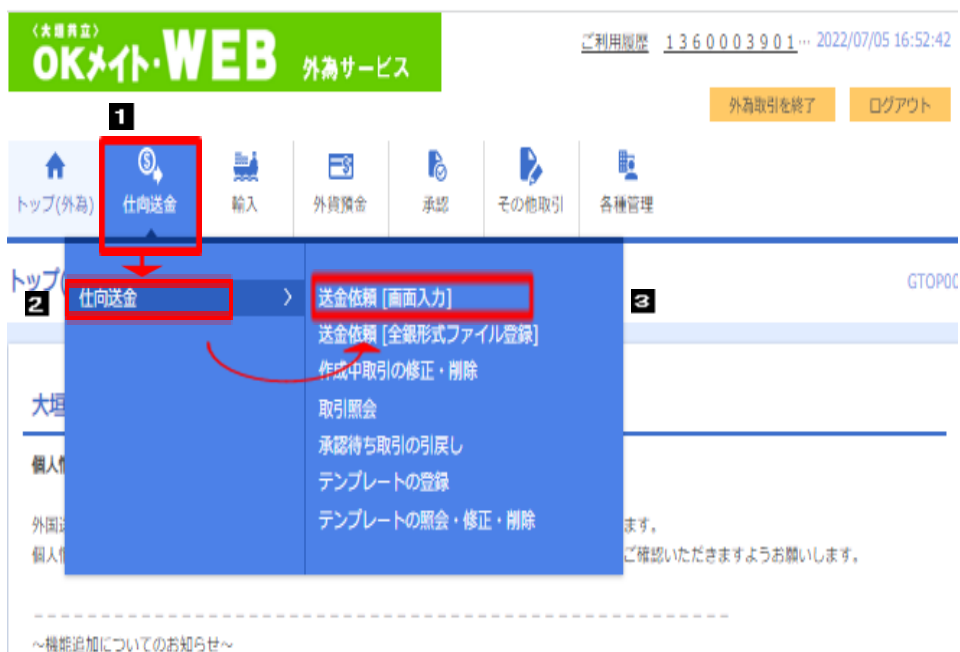 〈大垣共立〉
OKメイト・WEB 外為サービス
ご利用履歴 1360003901… 2022/07/05 16:52:42
外為取引を終了 ログアウト
1
トップ(外為) 仕向送金 輸入 外貨預金 承認 その他取引 各種管理
トップ( GTOP00
2 仕向送金 〉 送金依頼 [画面入力] 3
送金依頼 [全銀形式ファイル登録]
作成中取引の修正・削除
大垣 取引照会
承認待ち取引の引戻し
個人情
テンプレートの登録
外国送 テンプレートの照会・修正・削除 ます。
個人情 ご確認いただきますようお願いします。
～機能追加についてのお知らせ～